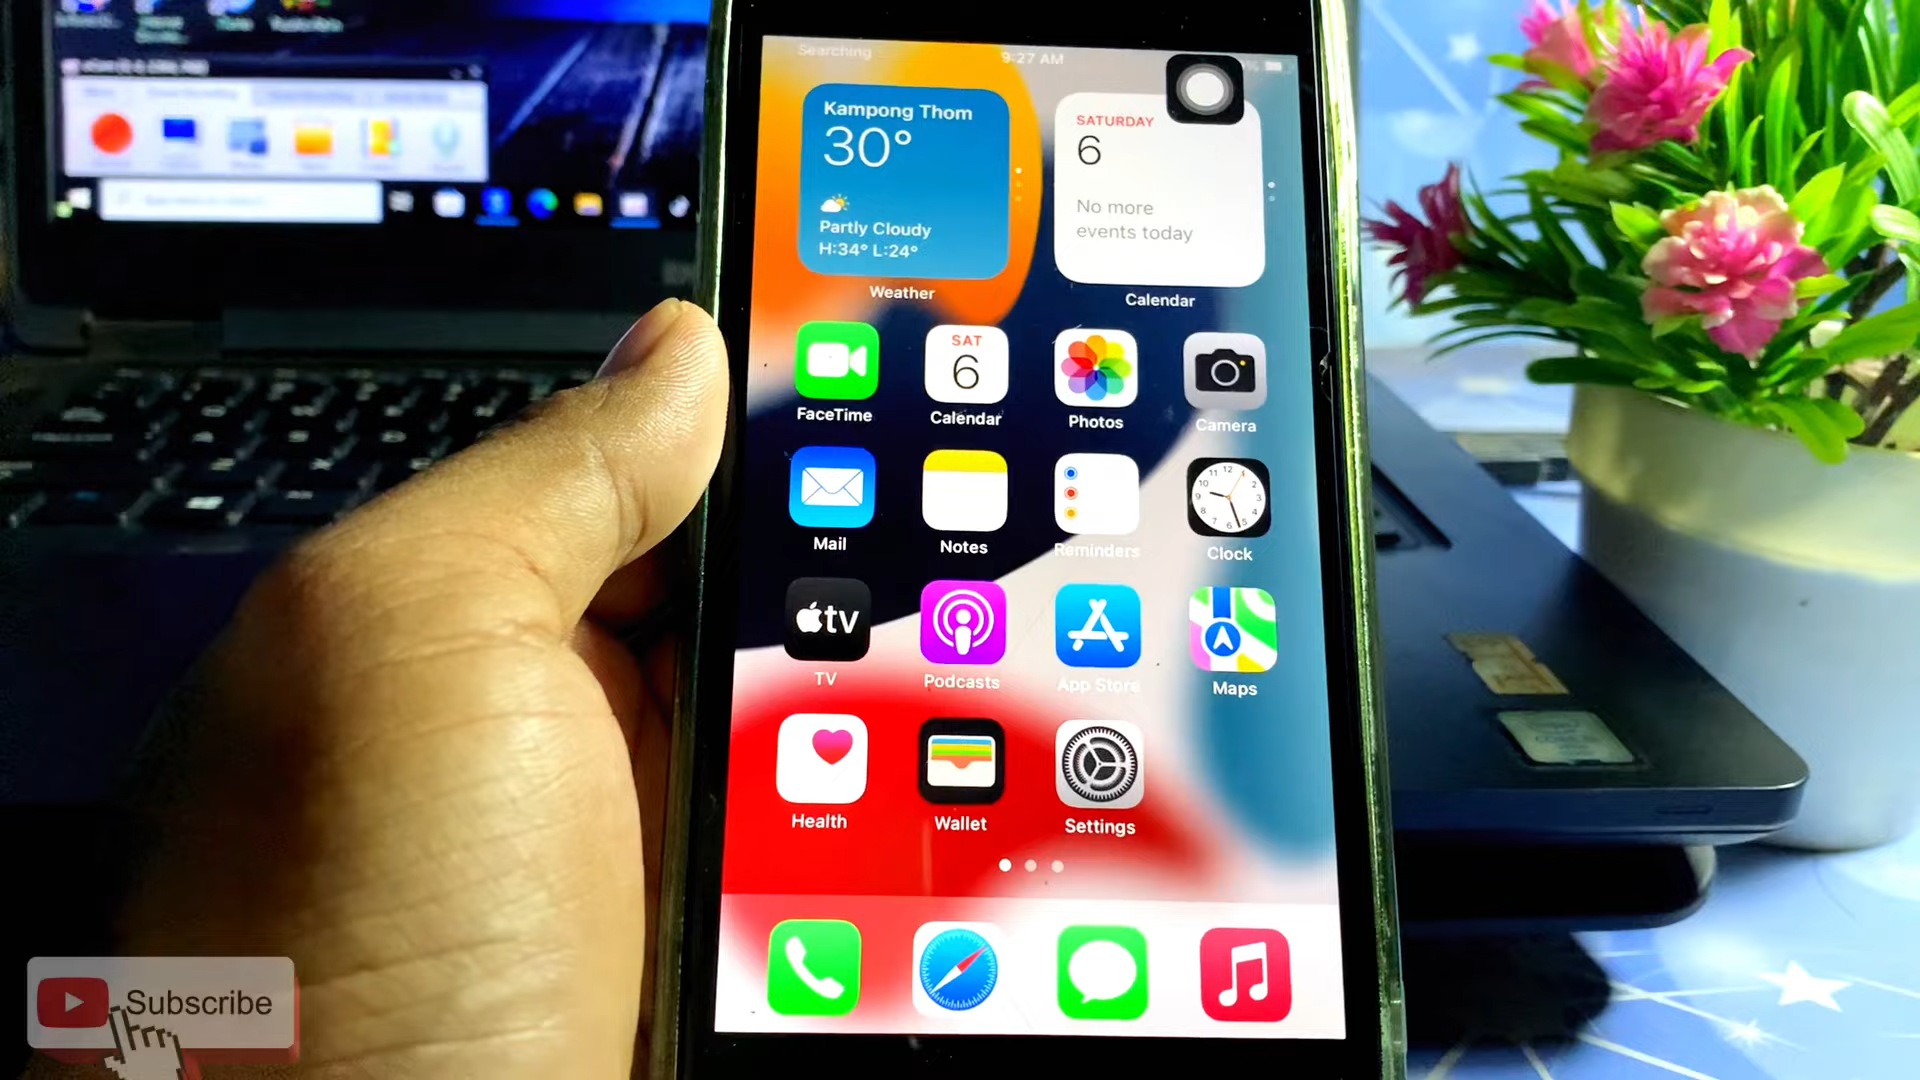 Searching
9:27 AM
Kampong Thom
30°
Partly Cloudy
H:34° L:24°
Weather
SATURDAY
6
No more
events today
Calendar
SAT
6
FaceTime
Calendar
Photos
Camera
Mail
Notes
Reminders
Clock
tv
TV
Podcasts
App Store
Maps
Health
Wallet
Settings
Subscribe